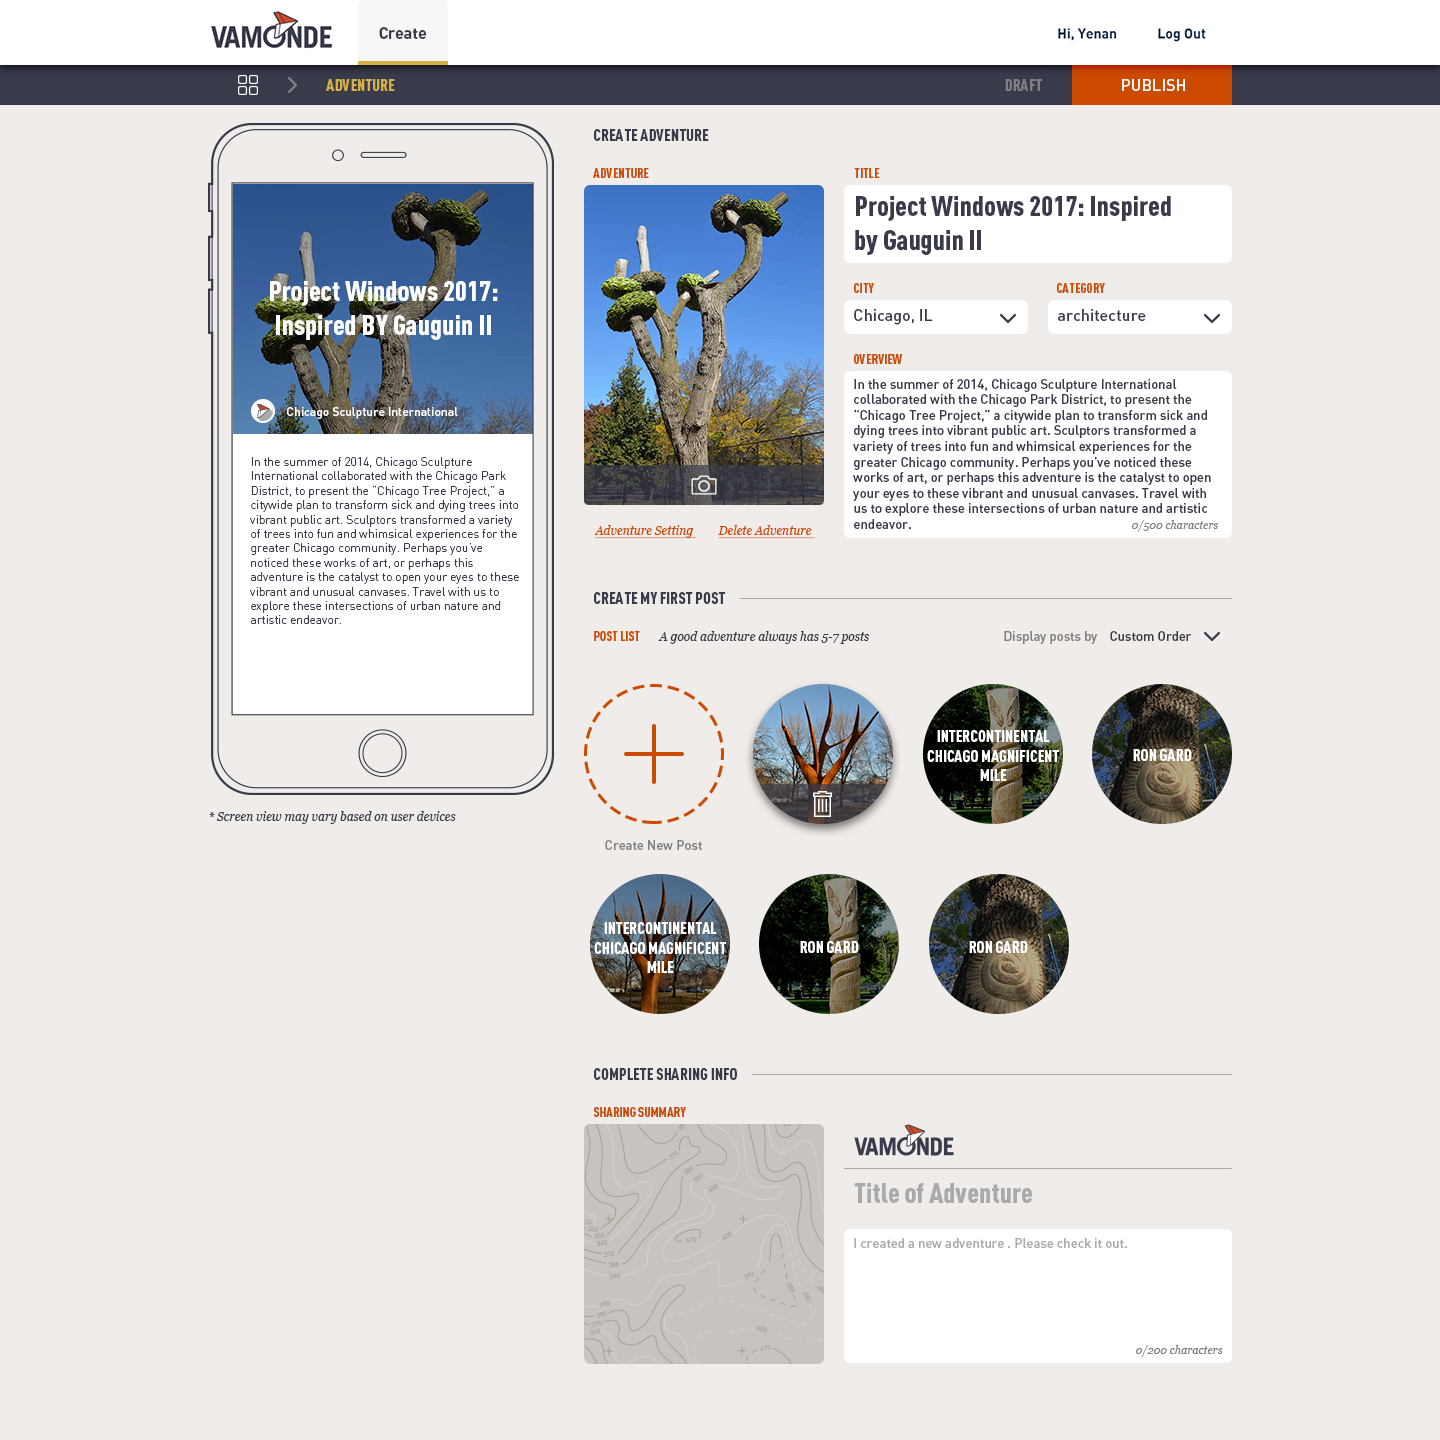 VAMONDE
Create
Hi, Yenan
Log Out
ADVENTURE
DRAFT
PUBLISH
Project Windows 2017:
Inspired BY Gauguin II
Chicago Sculpture International
In the summer of 2014, Chicago Sculpture
International collaborated with the Chicago Park
District, to present the "Chicago Tree Project," a
citywide plan to transform sick and dying trees into
vibrant public art. Sculptors transformed a variety
of trees into fun and whimsical experiences for the
greater Chicago community. Perhaps you've
noticed these works of art, or perhaps this
adventure is the catalyst to open your eyes to these
vibrant and unusual canvases. Travel with us to
explore these intersections of urban nature and
artistic endeavor.
* Screen view may vary based on user devices
CREATE ADVENTURE
ADVENTURE
Adventure Setting
Delete Adventure
TITLE
Project Windows 2017: Inspired
by Gauguin II
CITY
Chicago, IL
CATEGORY
architecture
OVERVIEW
In the summer of 2014, Chicago Sculpture International
collaborated with the Chicago Park District, to present the
"Chicago Tree Project," a citywide plan to transform sick and
dying trees into vibrant public art. Sculptors transformed a
variety of trees into fun and whimsical experiences for the
greater Chicago community. Perhaps you've noticed these
works of art, or perhaps this adventure is the catalyst to open
your eyes to these vibrant and unusual canvases. Travel with
us to explore these intersections of urban nature and artistic
endeavor.
0/500 characters
CREATE MY FIRST POST
POST LIST
A good adventure always has 5-7 posts
Display posts by
Custom Order
Create New Post
INTERCONTINENTAL
CHICAGO MAGNIFICENT
MILE
RON GARD
INTERCONTINENTAL
CHICAGO MAGNIFICENT
MILE
RON GARD
RON GARD
COMPLETE SHARING INFO
SHARING SUMMARY
VAMONDE
Title of Adventure
I created a new adventure . Please check it out.
0/200 characters